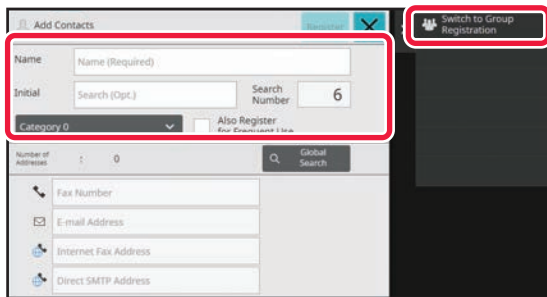 Add Contacts
Register
Switch to Group
Registration
Name
Name (Required)
Initial
Search (Opt.)
Search
Number
6
Category 0
Also Register
for Frequent Use
Number of
Addresses
:
0
Global
Search
Fax Number
E-mail Address
Internet Fax Address
Direct SMTP Address